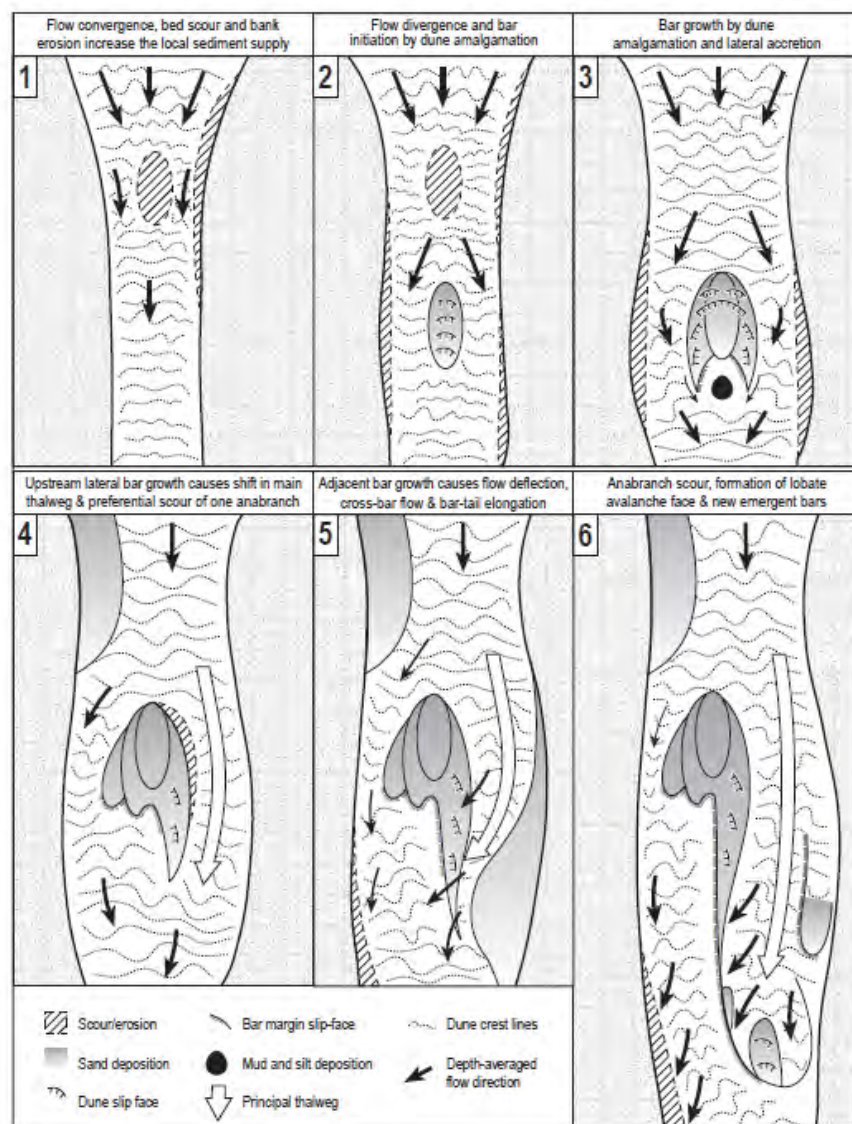 Flow convergence, bed scour and bank
erosion increase the local sediment supply
Flow divergence and bar
initiation by dune amalgamation
Bar growth by dune
amalgamation and lateral accretion
1
2
3
Upstream lateral bar growth causes shift in main
thalweg & preferential scour of one anabranch
Adjacent bar growth causes flow deflection,
cross-bar flow & bar-tail elongation
Anabranch scour, formation of lobate
avalanche face & new emergent bars
4
5
6
Scour/erosion
Bar margin slip-face
Dune crest lines
Sand deposition
Mud and silt deposition
Depth-averaged
flow direction
Dune slip face
Principal thalweg